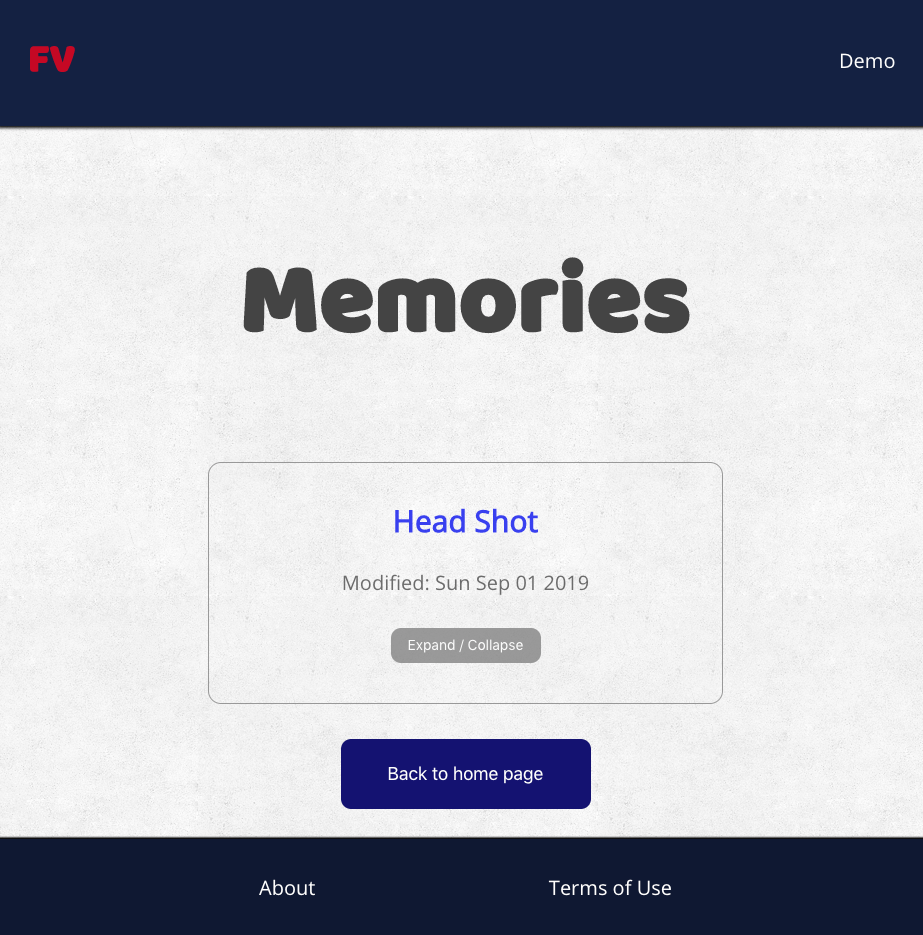 FV
Demo
Memories
Head Shot
Modified: Sun Sep 01 2019
Expand / Collapse
Back to home page
About
Terms of Use